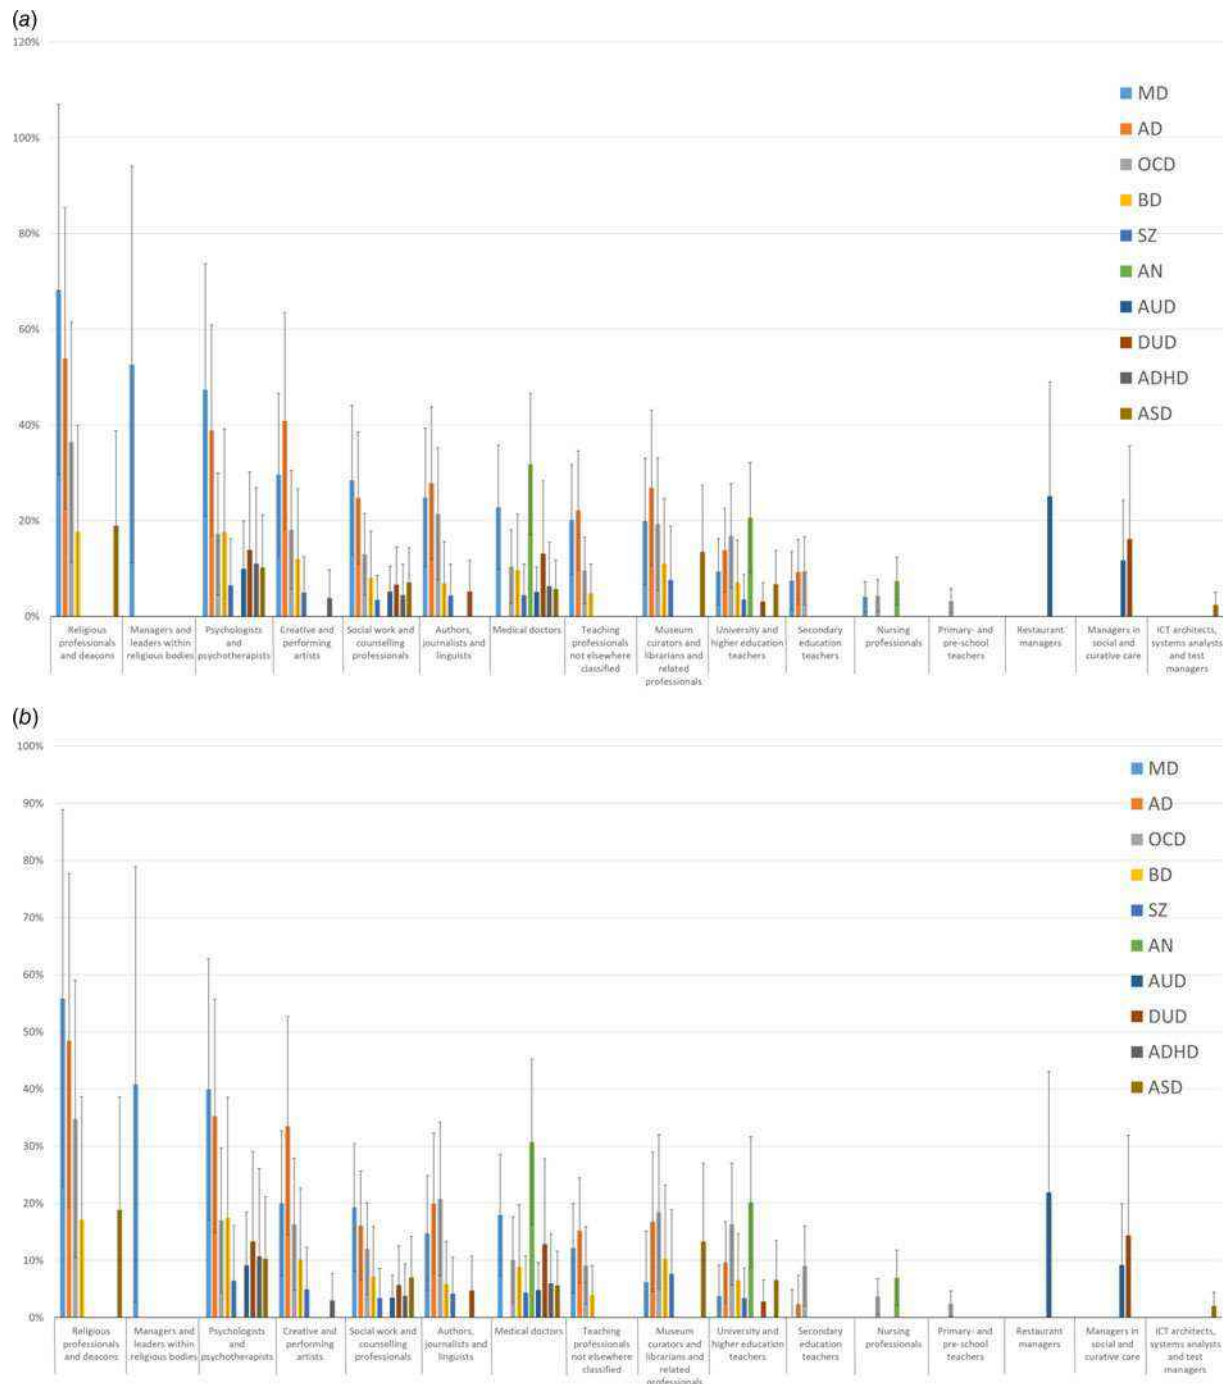 (a)
120%
100%
80%
60%
40%
20%
0%
MD
AD
OCD
BD
SZ
AN
AUD
DUD
ADHD
ASD
Religious
professionals
and deacons
Managers and
leaders within
religious bodies
Psychologists
and
psychotherapists
Creative and
performing
artists
Social work and
counselling
professionals
Authors,
journalists and
linguists
Medical doctors
Teaching
professionals
not elsewhere
classified
Museum
curators and
librarians and
related
professionals
University and
higher education
teachers
Secondary
education
teachers
Nursing
professionals
Primary- and
pre-school
teachers
Restaurant
managers
Managers in
social and
curative care
ICT architects,
systems analysts
and test
managers
(b)
100%
90%
80%
70%
60%
50%
40%
30%
20%
10%
0%
MD
AD
OCD
BD
SZ
AN
AUD
DUD
ADHD
ASD
Religious
professionals
and deacons
Managers and
leaders within
religious bodies
Psychologists
and
psychotherapists
Creative and
performing
artists
Social work and
counselling
professionals
Authors,
journalists and
linguists
Medical doctors
Teaching
professionals
not elsewhere
classified
Museum
curators and
librarians and
related
professionals
University and
higher education
teachers
Secondary
education
teachers
Nursing
professionals
Primary- and
pre-school
teachers
Restaurant
managers
Managers in
social and
curative care
ICT architects,
systems analysts
and test
managers